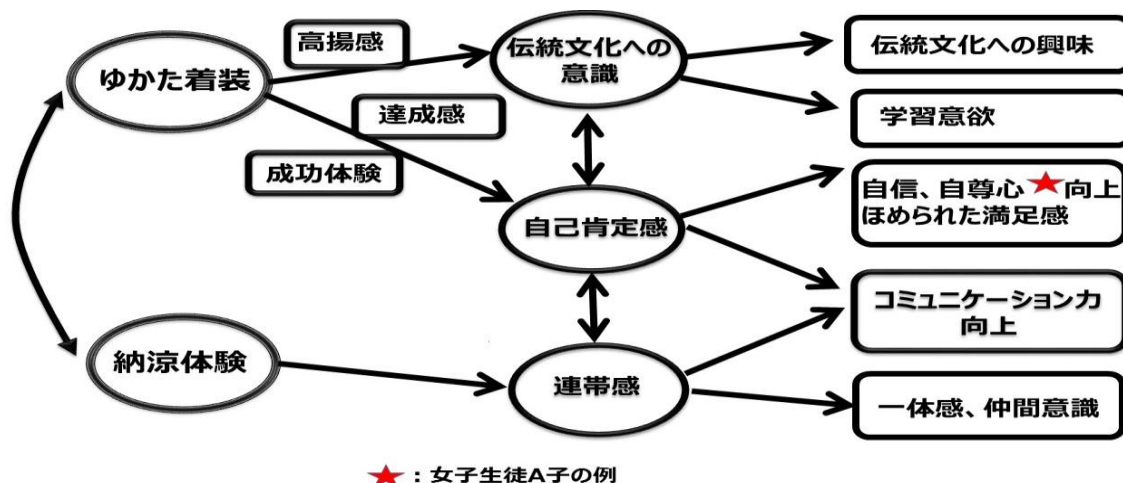 高揚感
ゆかた着装
達成感
成功体験
納涼体験
伝統文化への
意識
自己肯定感
連帯感
伝統文化への興味
学習意欲
自信、自尊心★向上
ほめられた満足感
コミュニケーション力
向上
一体感、仲間意識
★：女子生徒A子の例